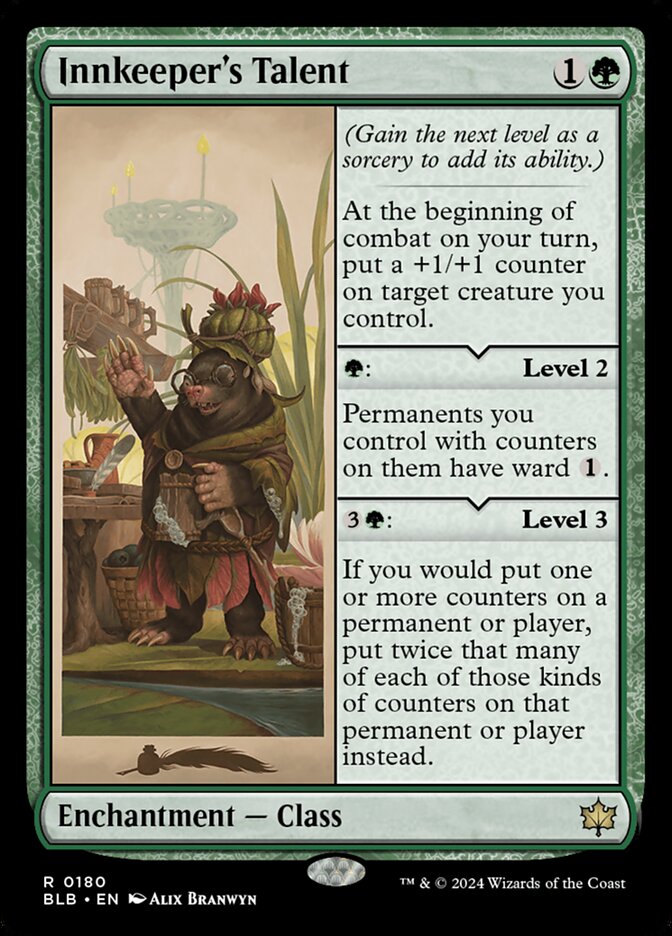 Innkeeper's Talent 1
(Gain the next level as a
sorcery to add its ability.)
At the beginning of
combat on your turn,
put a +1/+1 counter
on target creature you
control.
: Level 2
Permanents you
control with counters
on them have ward 1.
3: Level 3
If you would put one
or more counters on a
permanent or player,
put twice that many
of each of those kinds
of counters on that
permanent or player
instead.
Enchantment — Class
R 0180
BLB • EN Alix Branwyn
™ & © 2024 Wizards of the Coast